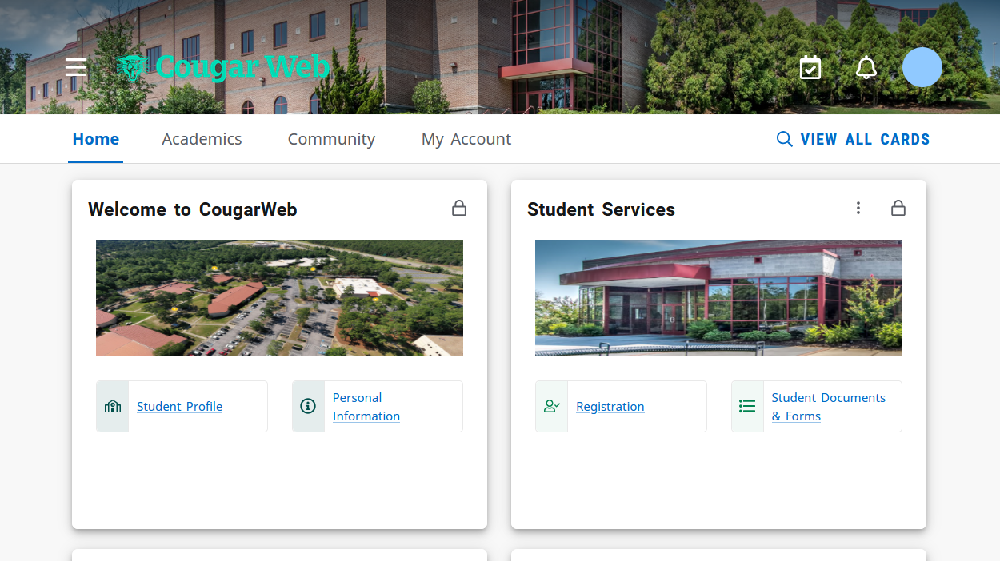 Cougar Web
Home
Academics
Community
My Account
VIEW ALL CARDS
Welcome to CougarWeb
Student Profile
Personal
Information
Student Services
Registration
Student Documents
& Forms